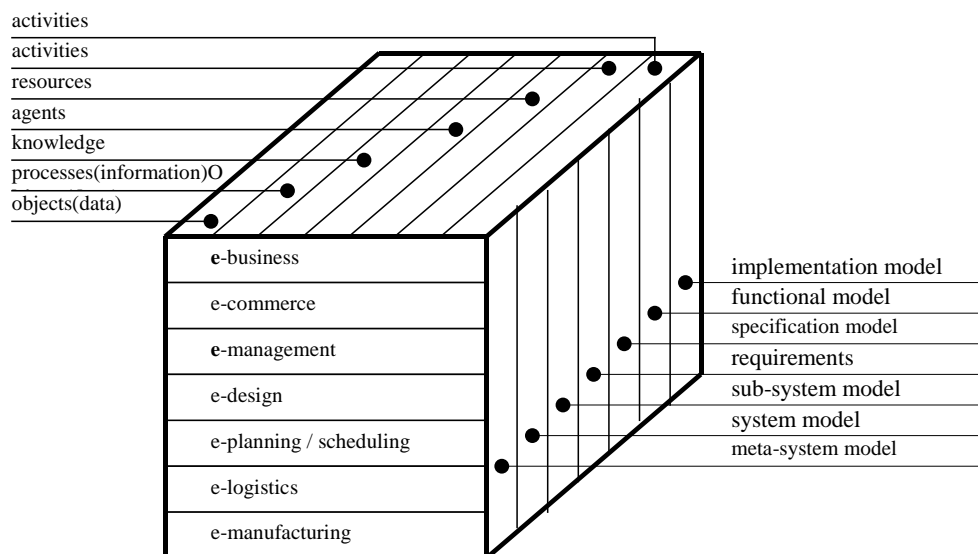 activities
activities
resources
agents
knowledge
processes(information)O
objects(data)
e-business
e-commerce
e-management
e-design
e-planning / scheduling
e-logistics
e-manufacturing
implementation model
functional model
specification model
requirements
sub-system model
system model
meta-system model